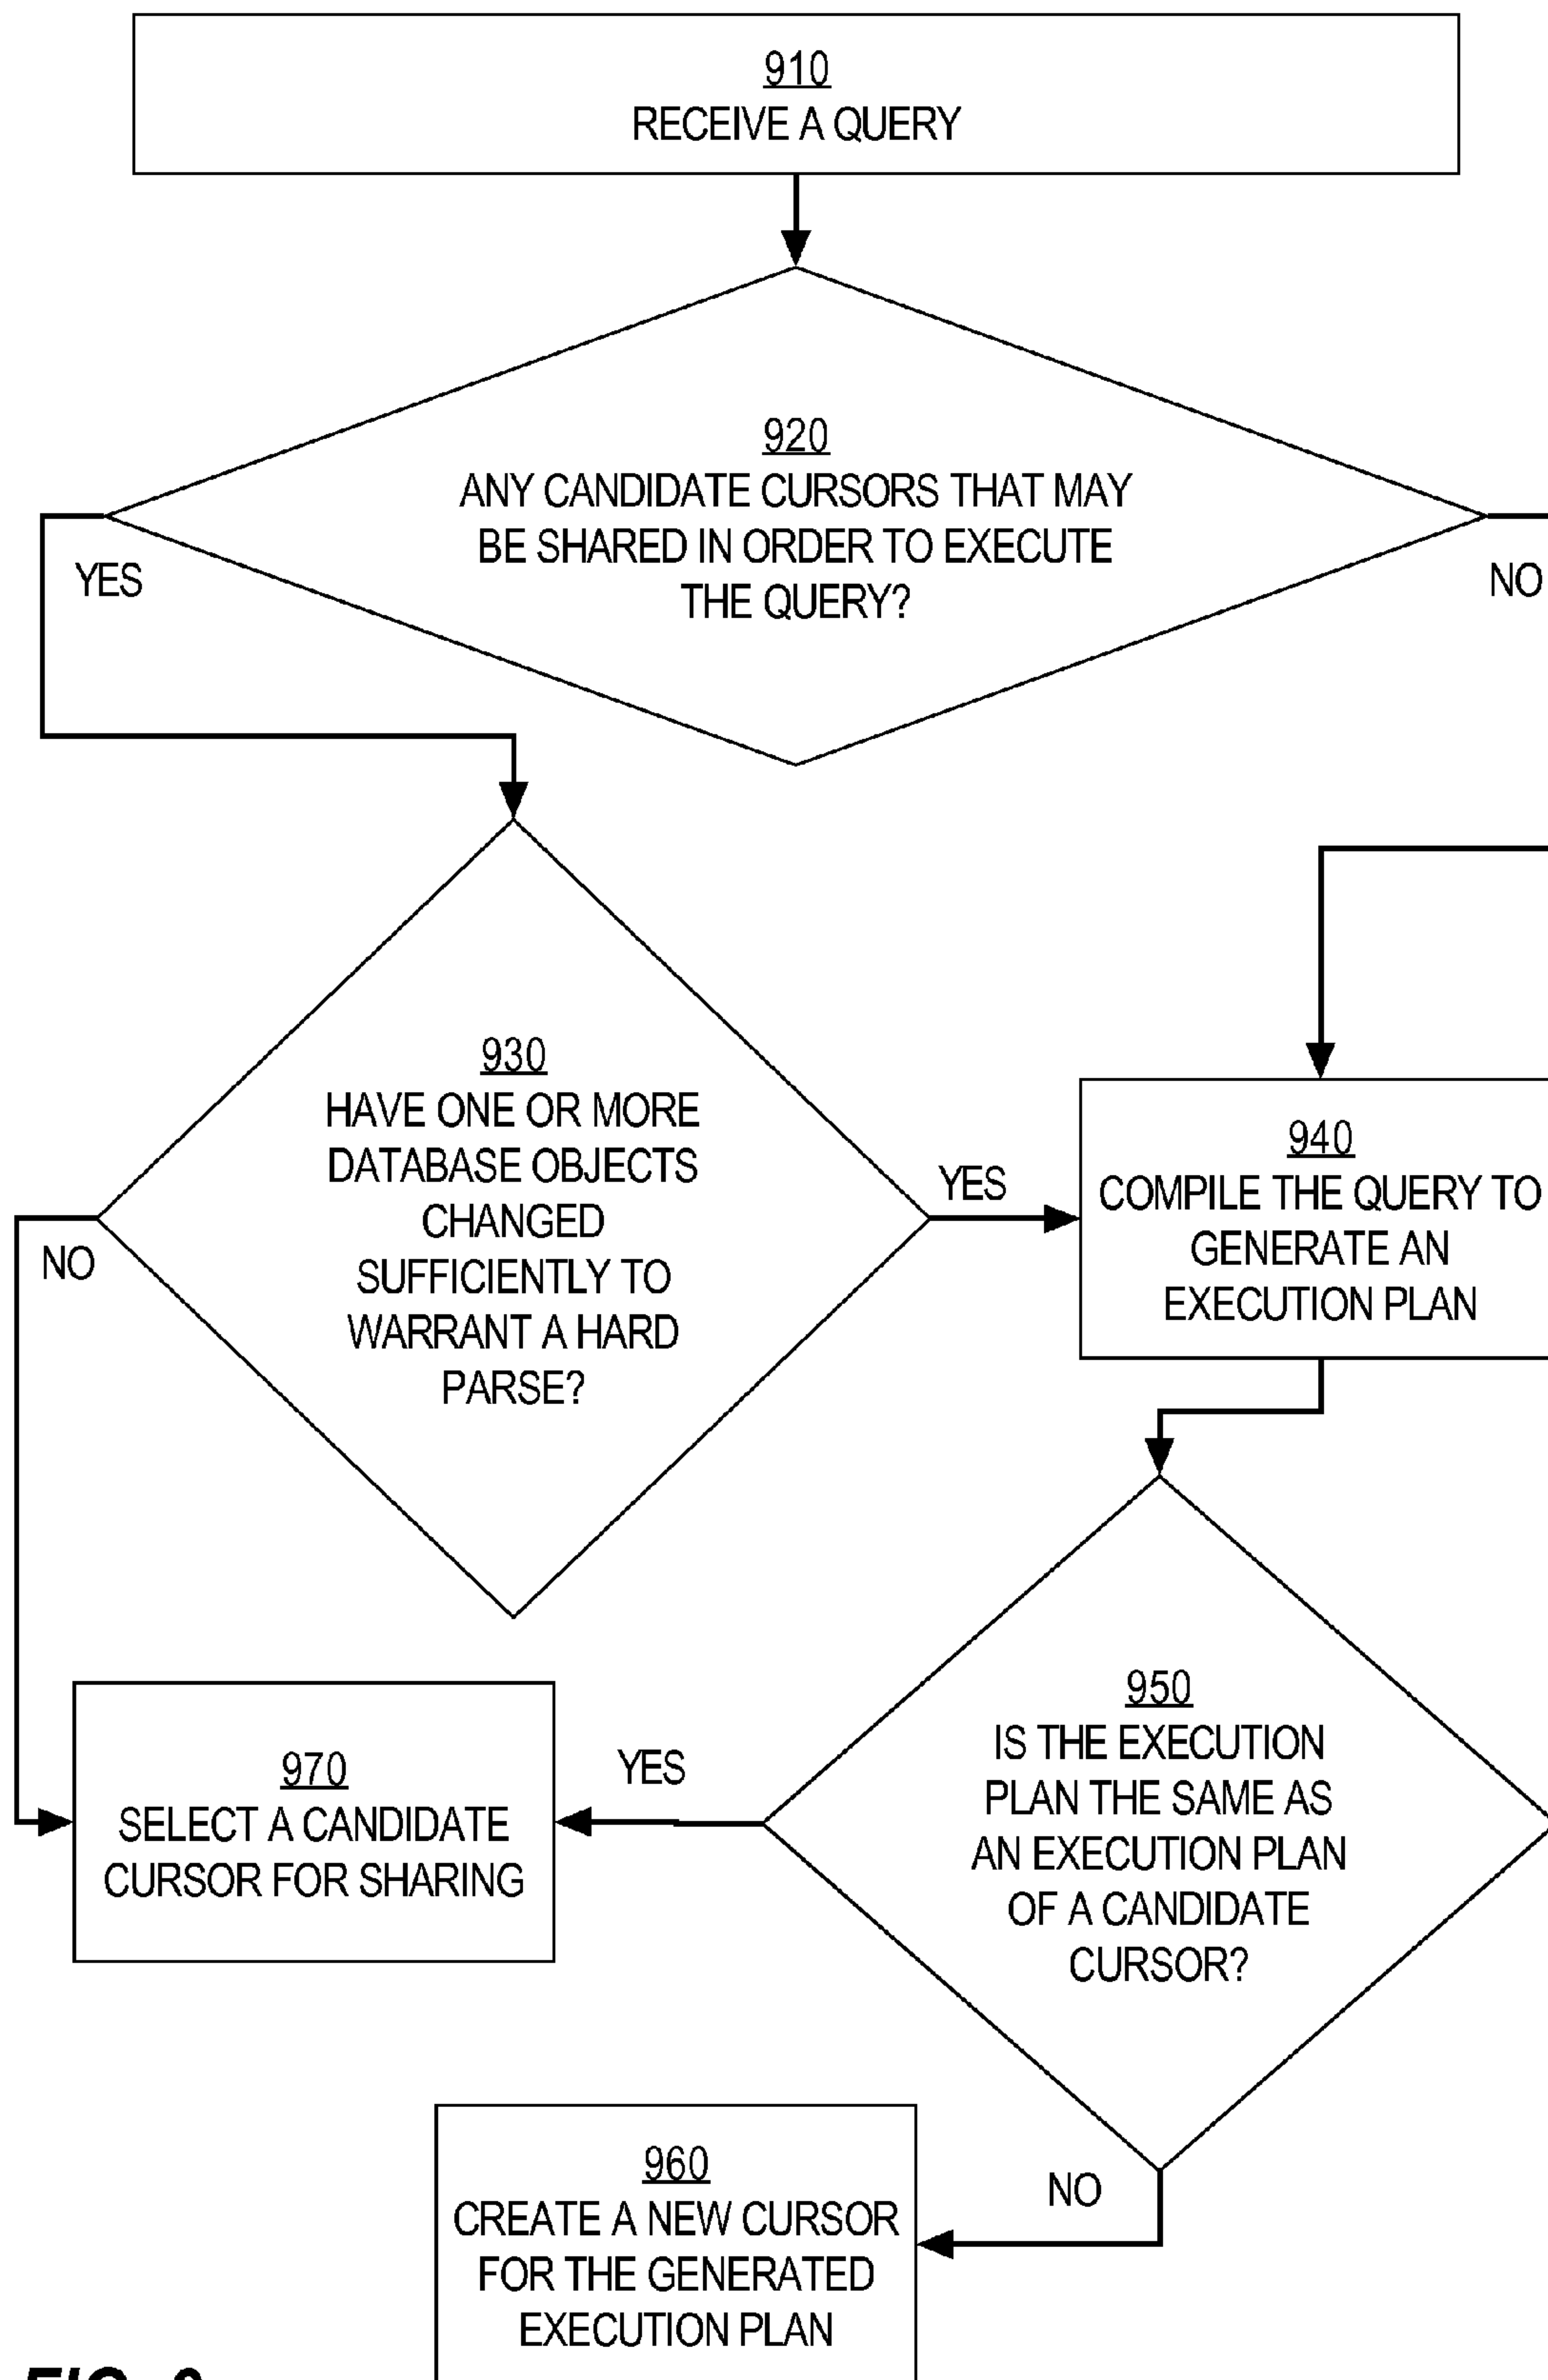 910
RECEIVE A QUERY
920
ANY CANDIDATE CURSORS THAT MAY
BE SHARED IN ORDER TO EXECUTE
THE QUERY?
YES
NO
930
HAVE ONE OR MORE
DATABASE OBJECTS
CHANGED
SUFFICIENTLY TO
WARRANT A HARD
PARSE?
YES
NO
940
COMPILE THE QUERY TO
GENERATE AN
EXECUTION PLAN
950
IS THE EXECUTION
PLAN THE SAME AS
AN EXECUTION PLAN
OF A CANDIDATE
CURSOR?
YES
970
SELECT A CANDIDATE
CURSOR FOR SHARING
NO
960
CREATE A NEW CURSOR
FOR THE GENERATED
EXECUTION PLAN